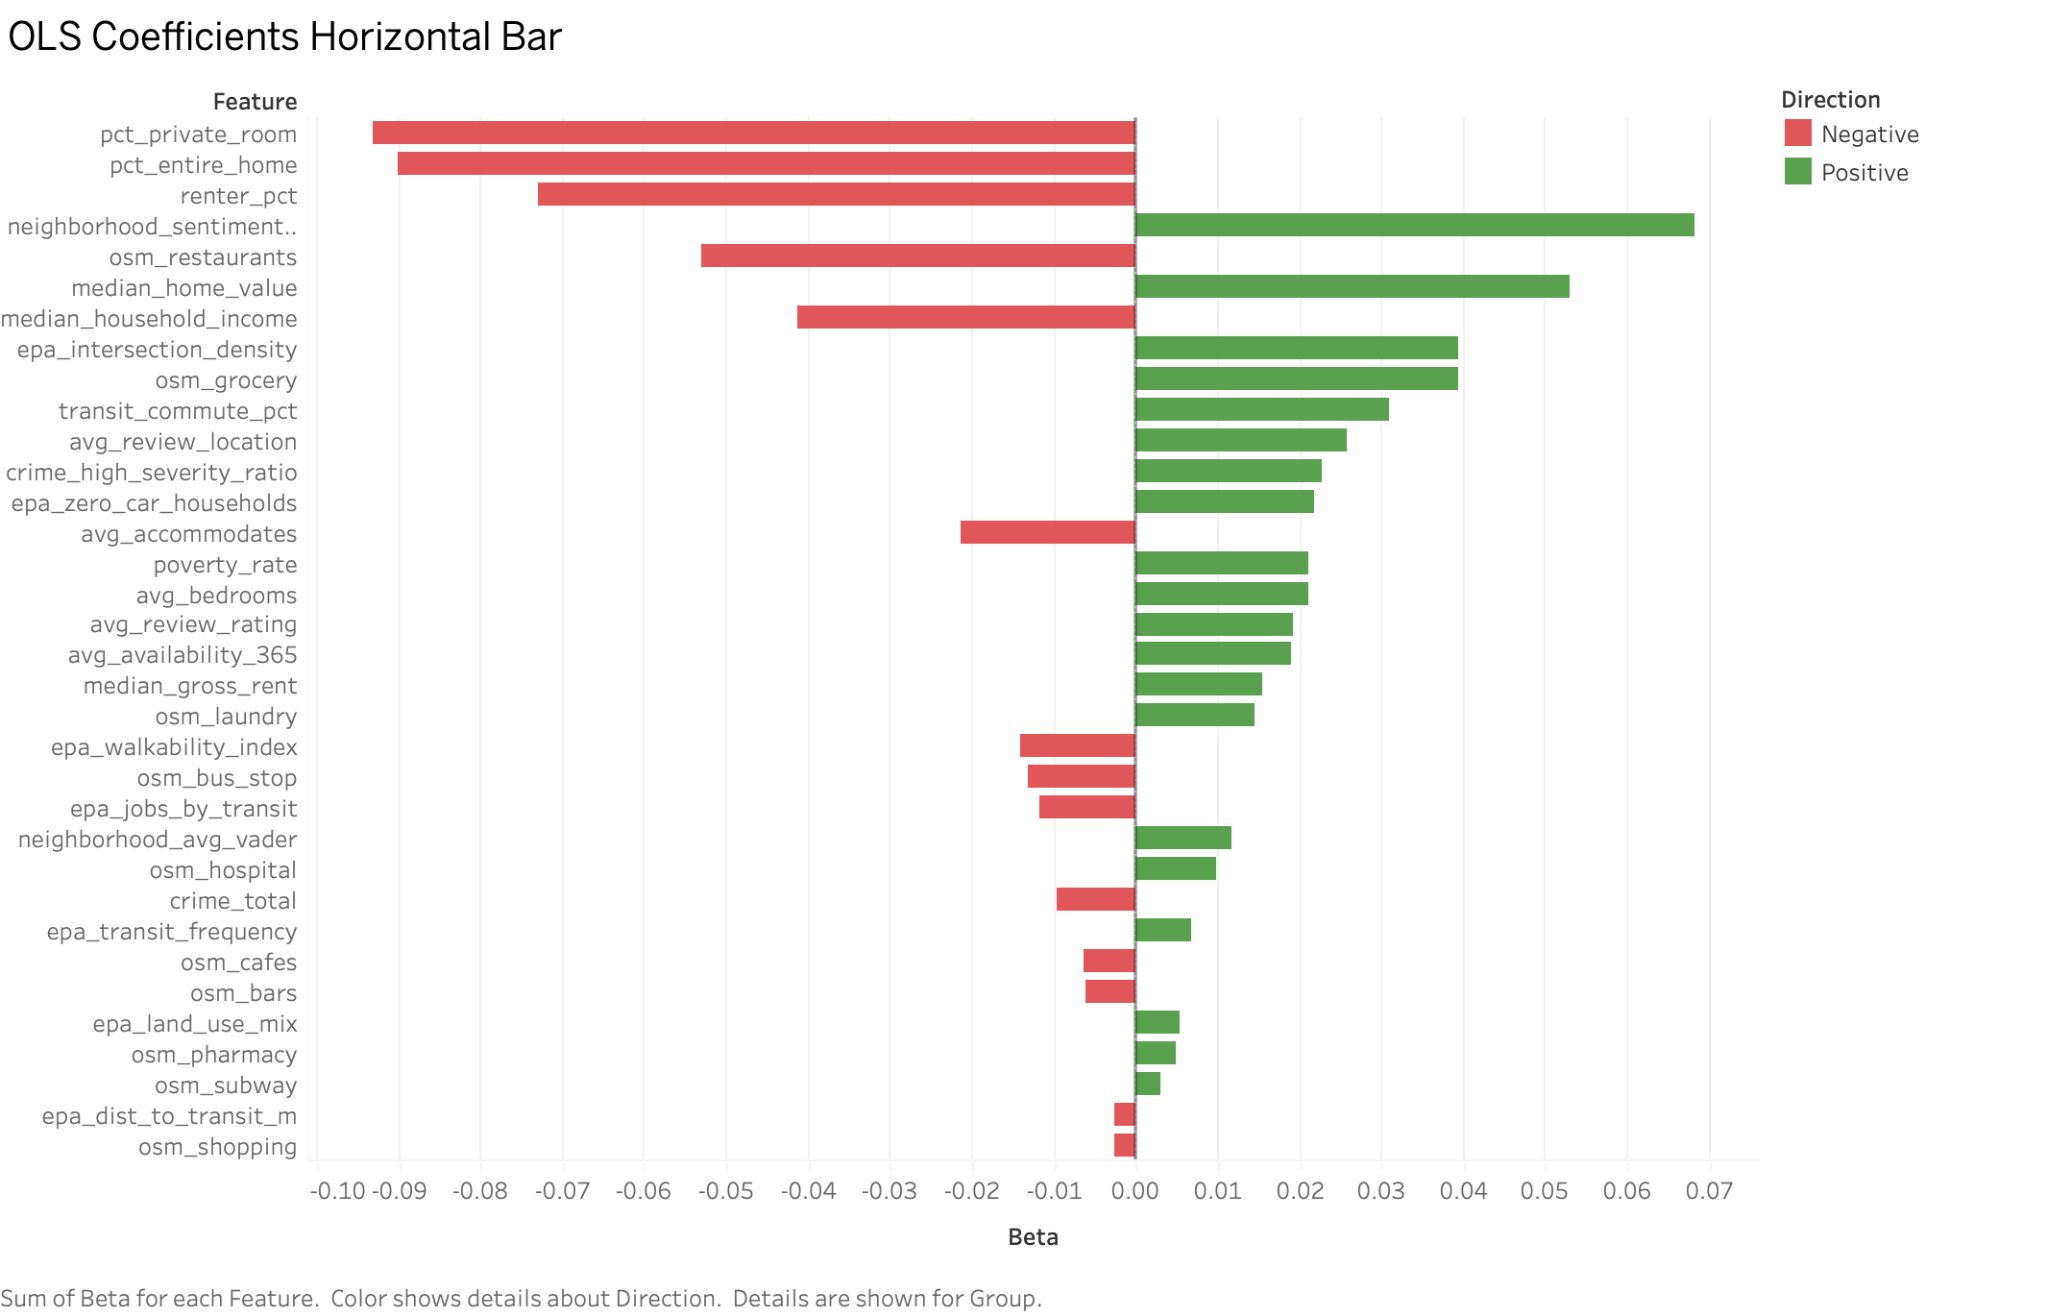 OLS Coefficients Horizontal Bar
Feature
pct_private_room
pct_entire_home
renter_pct
neighborhood_sentiment..
osm_restaurants
median_home_value
median_household_income
epa_intersection_density
osm_grocery
transit_commute_pct
avg_review_location
crime_high_severity_ratio
epa_zero_car_households
avg_accommodates
poverty_rate
avg_bedrooms
avg_review_rating
avg_availability_365
median_gross_rent
osm_laundry
epa_walkability_index
osm_bus_stop
epa_jobs_by_transit
neighborhood_avg_vader
osm_hospital
crime_total
epa_transit_frequency
osm_cafes
osm_bars
epa_land_use_mix
osm_pharmacy
osm_subway
epa_dist_to_transit_m
osm_shopping
-0.10 -0.09 -0.08 -0.07 -0.06 -0.05 -0.04 -0.03 -0.02 -0.01 0.00 0.01 0.02 0.03 0.04 0.05 0.06 0.07
Beta
Direction
Negative
Positive
Sum of Beta for each Feature. Color shows details about Direction. Details are shown for Group.